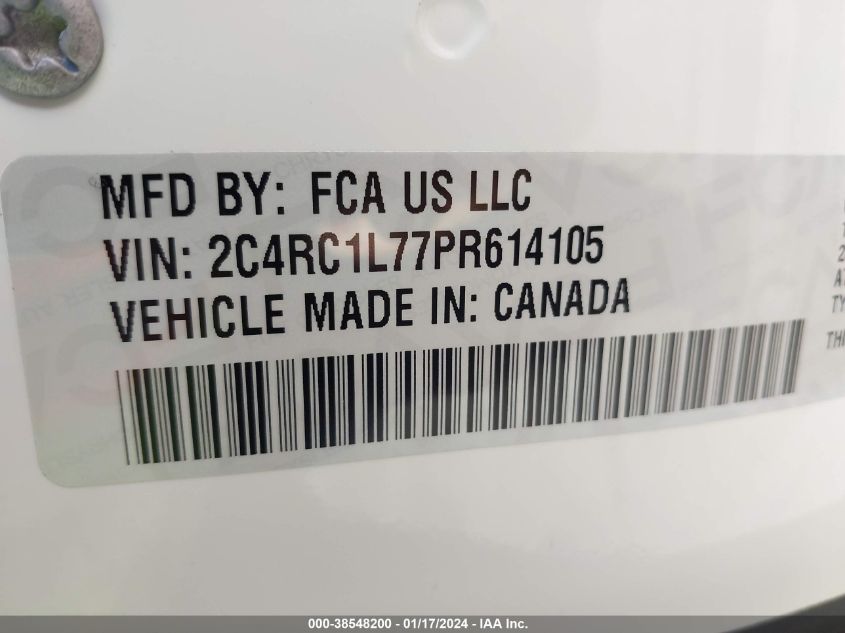 MFD BY: FCA US LLC
VIN: 2C4RC1L77PR614105
VEHICLE MADE IN: CANADA
000-38548200 - 01/17/2024 - IAA Inc.